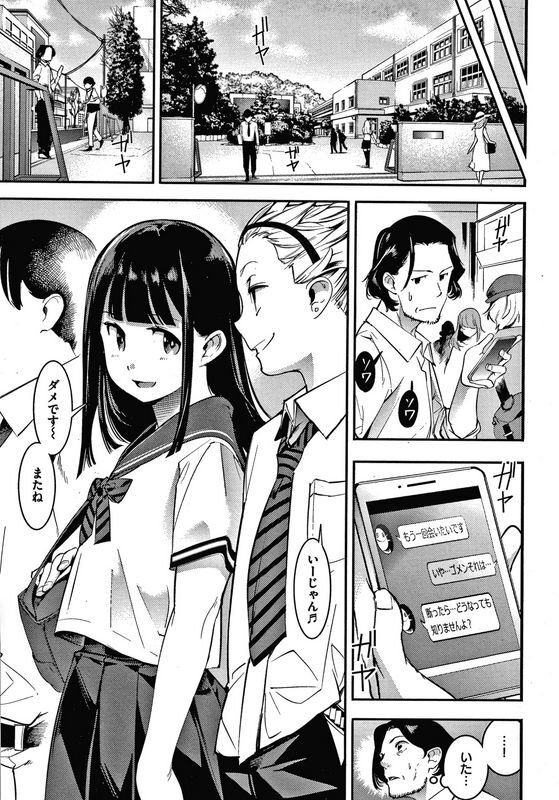 ガヤ
ガヤ
ガヤ
ガヤ
ガヤ
ソワ
ソワ
ガヤ
もう一回会いたいです
いや…ゴメンそれは…
断ったら…どうなっても
知りませんよ?
ガヤ
…!
いた…
いーじゃん♬
ダメです〜
またね